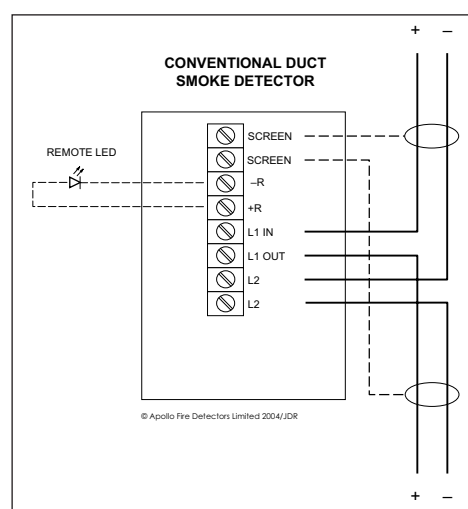 + –
CONVENTIONAL DUCT
SMOKE DETECTOR
SCREEN
REMOTE LED
SCREEN
–R
+R
L1 IN
L1 OUT
L2
L2
© Apollo Fire Detectors Limited 2004/JDR
+ –